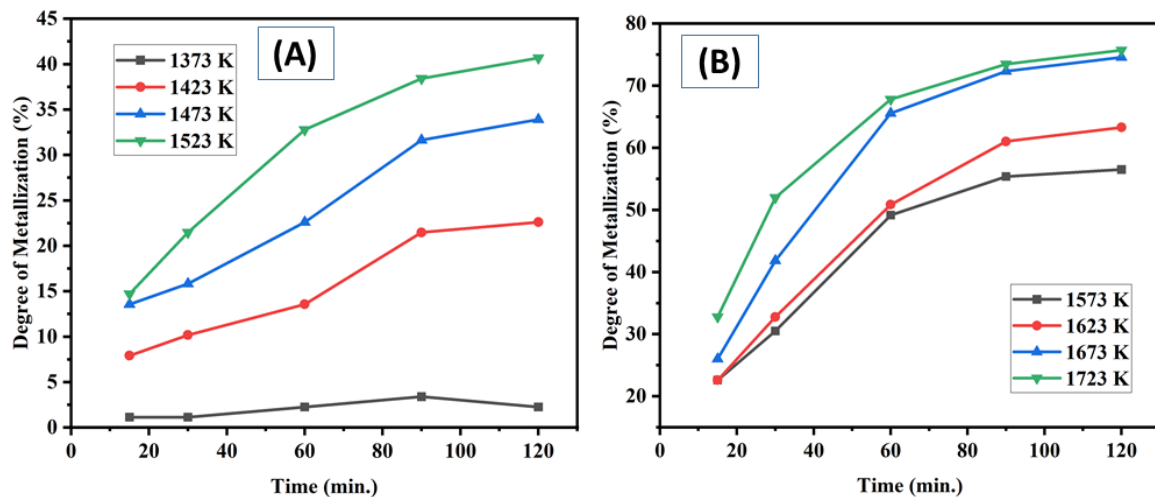 (A)
1373 K
1423 K
1473 K
1523 K
Degree of Metallization (%)
45
40
35
30
25
20
15
10
5
0
0 20 40 60 80 100 120
Time (min.)
(B)
1573 K
1623 K
1673 K
1723 K
Degree of Metallization (%)
80
70
60
50
40
30
20
0 20 40 60 80 100 120
Time (min.)